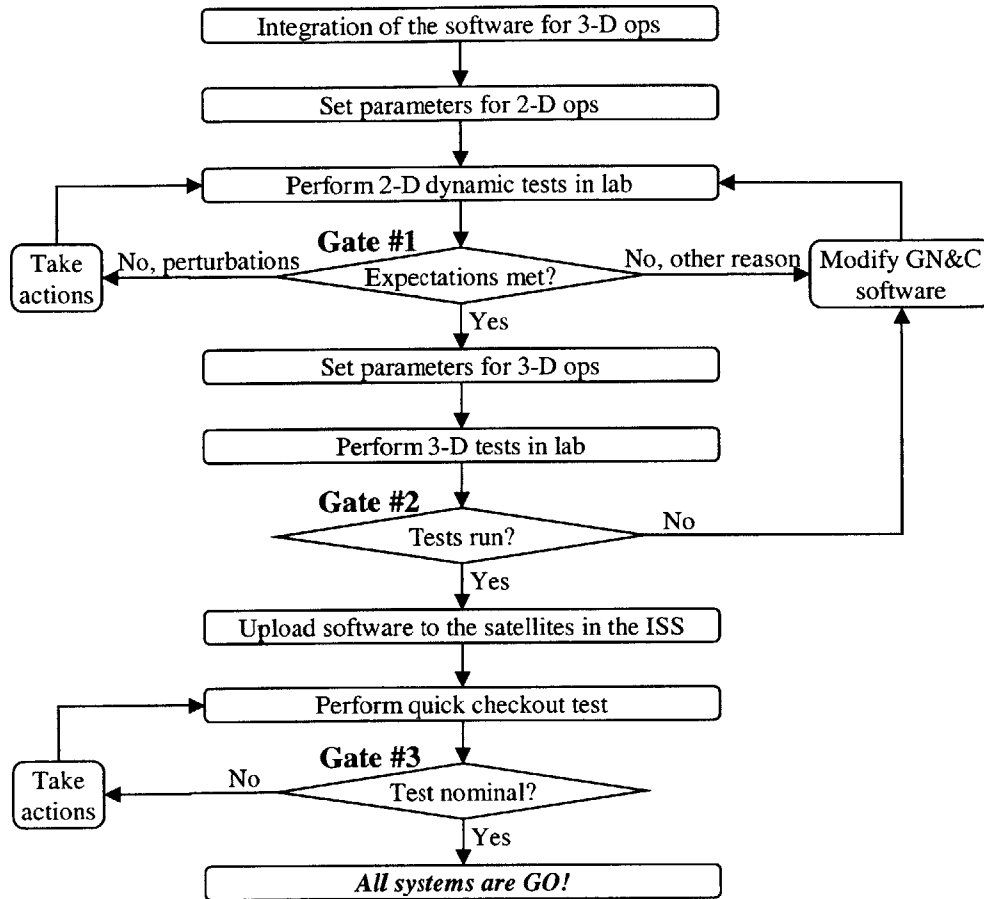 Integration of the software for 3-D ops
Set parameters for 2-D ops
Perform 2-D dynamic tests in lab
Gate #1
Take
actions
No, perturbations
Expectations met?
No, other reason
Modify GN&C
software
Yes
Set parameters for 3-D ops
Perform 3-D tests in lab
Gate #2
Tests run?
No
Yes
Upload software to the satellites in the ISS
Perform quick checkout test
Gate #3
Take
actions
No
Test nominal?
Yes
All systems are GO!